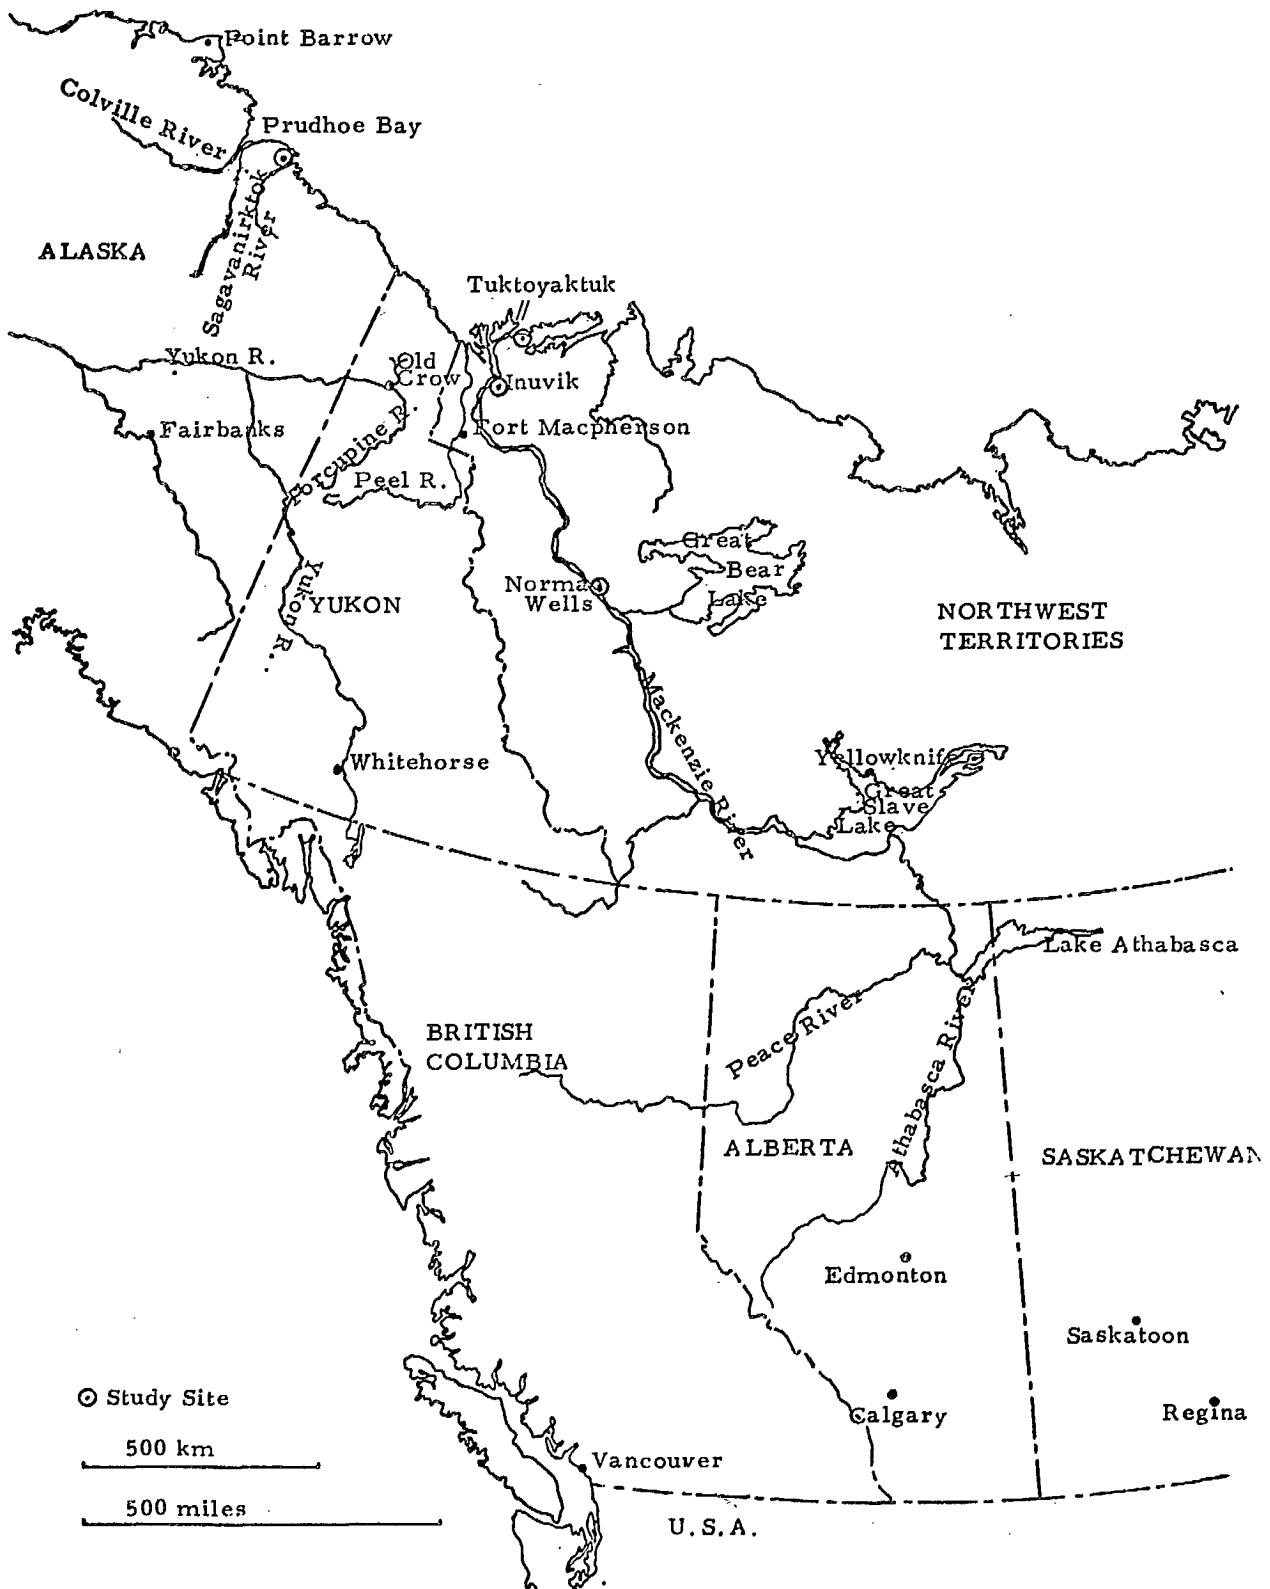 Point Barrow
Colville River
Prudhoe Bay
Sagavanirktok
River
ALASKA
Tuktoyaktuk
Yukon R.
Old
Crow
Inuvik
Fairbanks
Fort Macpherson
Porcupine R.
Peel R.
Great
Bear
Lake
Norman
Wells
Yukon R.
YUKON
NORTHWEST
TERRITORIES
Mackenzie River
Whitehorse
Yellowknife
Great
Slave
Lake
Lake Athabasca
BRITISH
COLUMBIA
Peace River
Athabasca River
ALBERTA
SASKATCHEWAN
Edmonton
Saskatoon
Calgary
Regina
Study Site
500 km
500 miles
Vancouver
U.S.A.